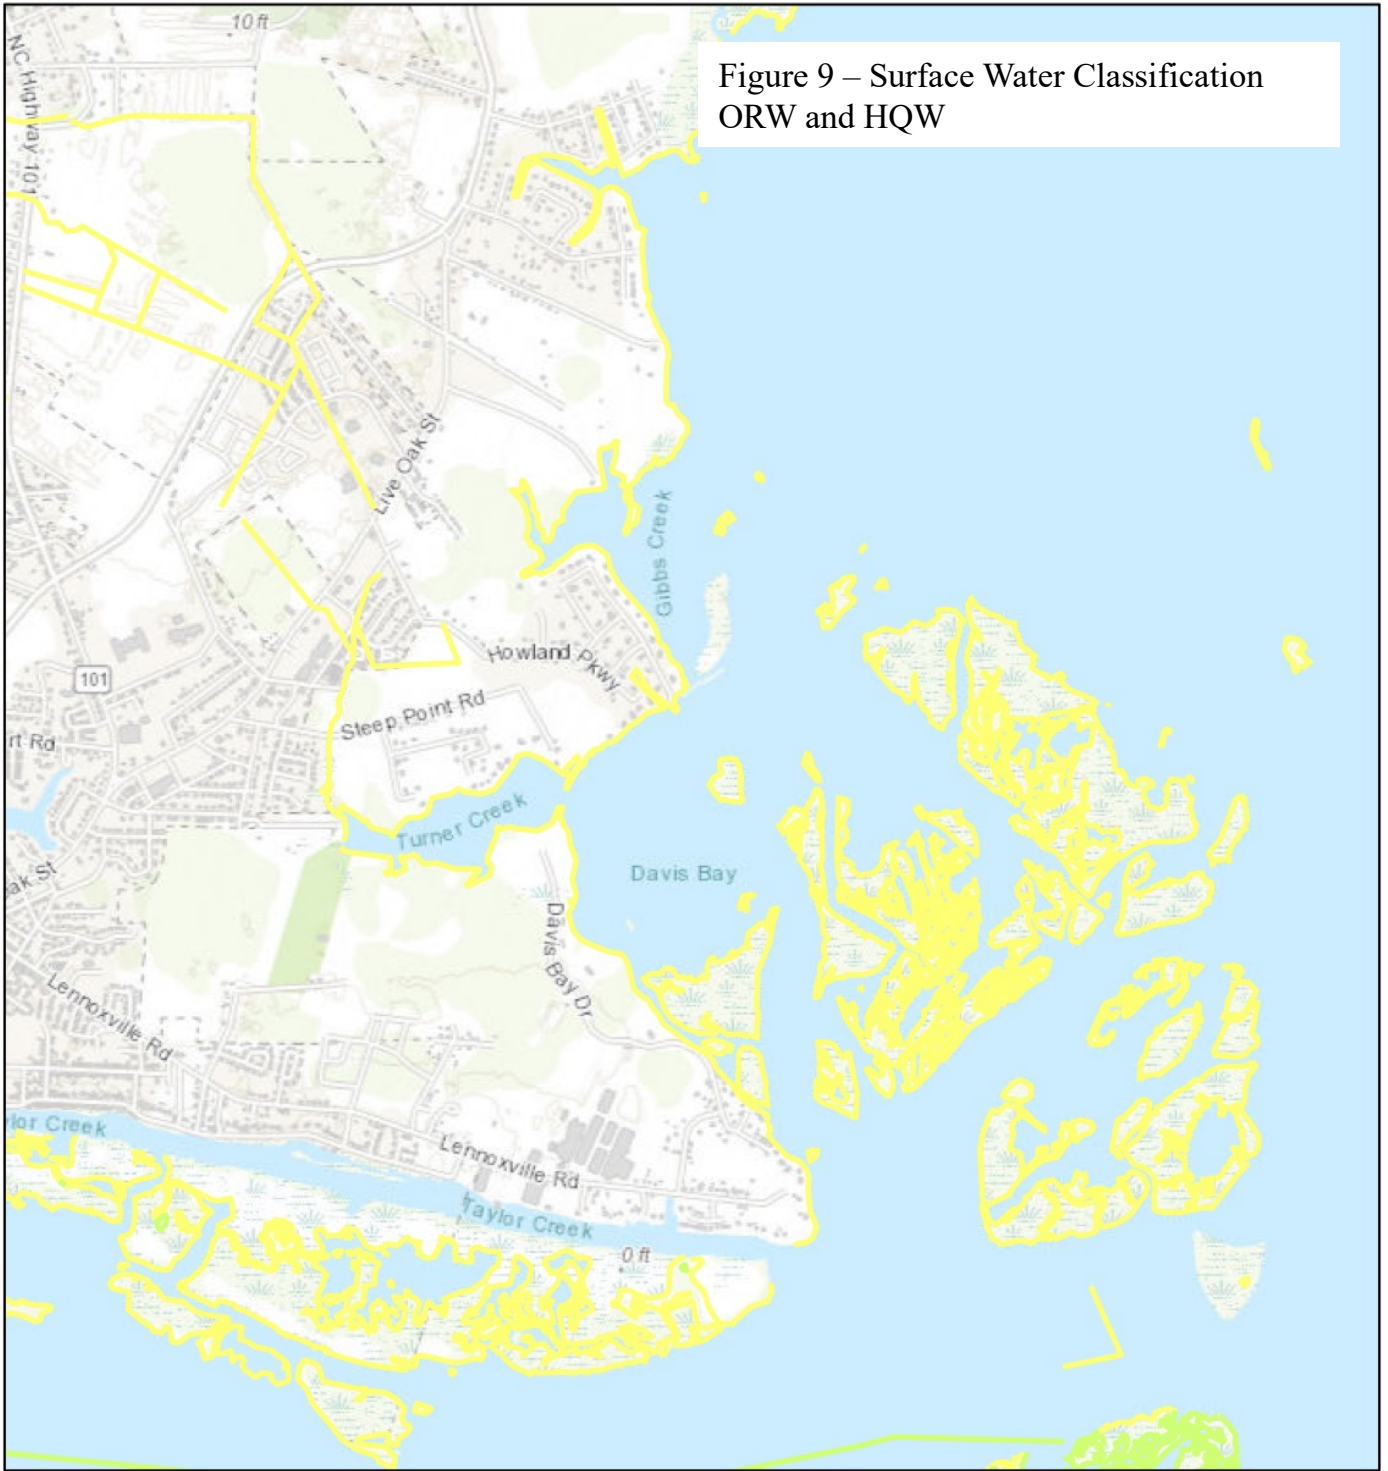 10 ft
Figure 9 – Surface Water Classification
ORW and HQW
NC Highway 101
Live Oak St
Gibbs Creek
Howland Pkwy
101
Steep Point Rd
rt Rd
Turner Creek
Davis Bay
ak St
Davis Bay Dr
Lennoxville Rd
ylor Creek
Lennoxville Rd
Taylor Creek
0 ft